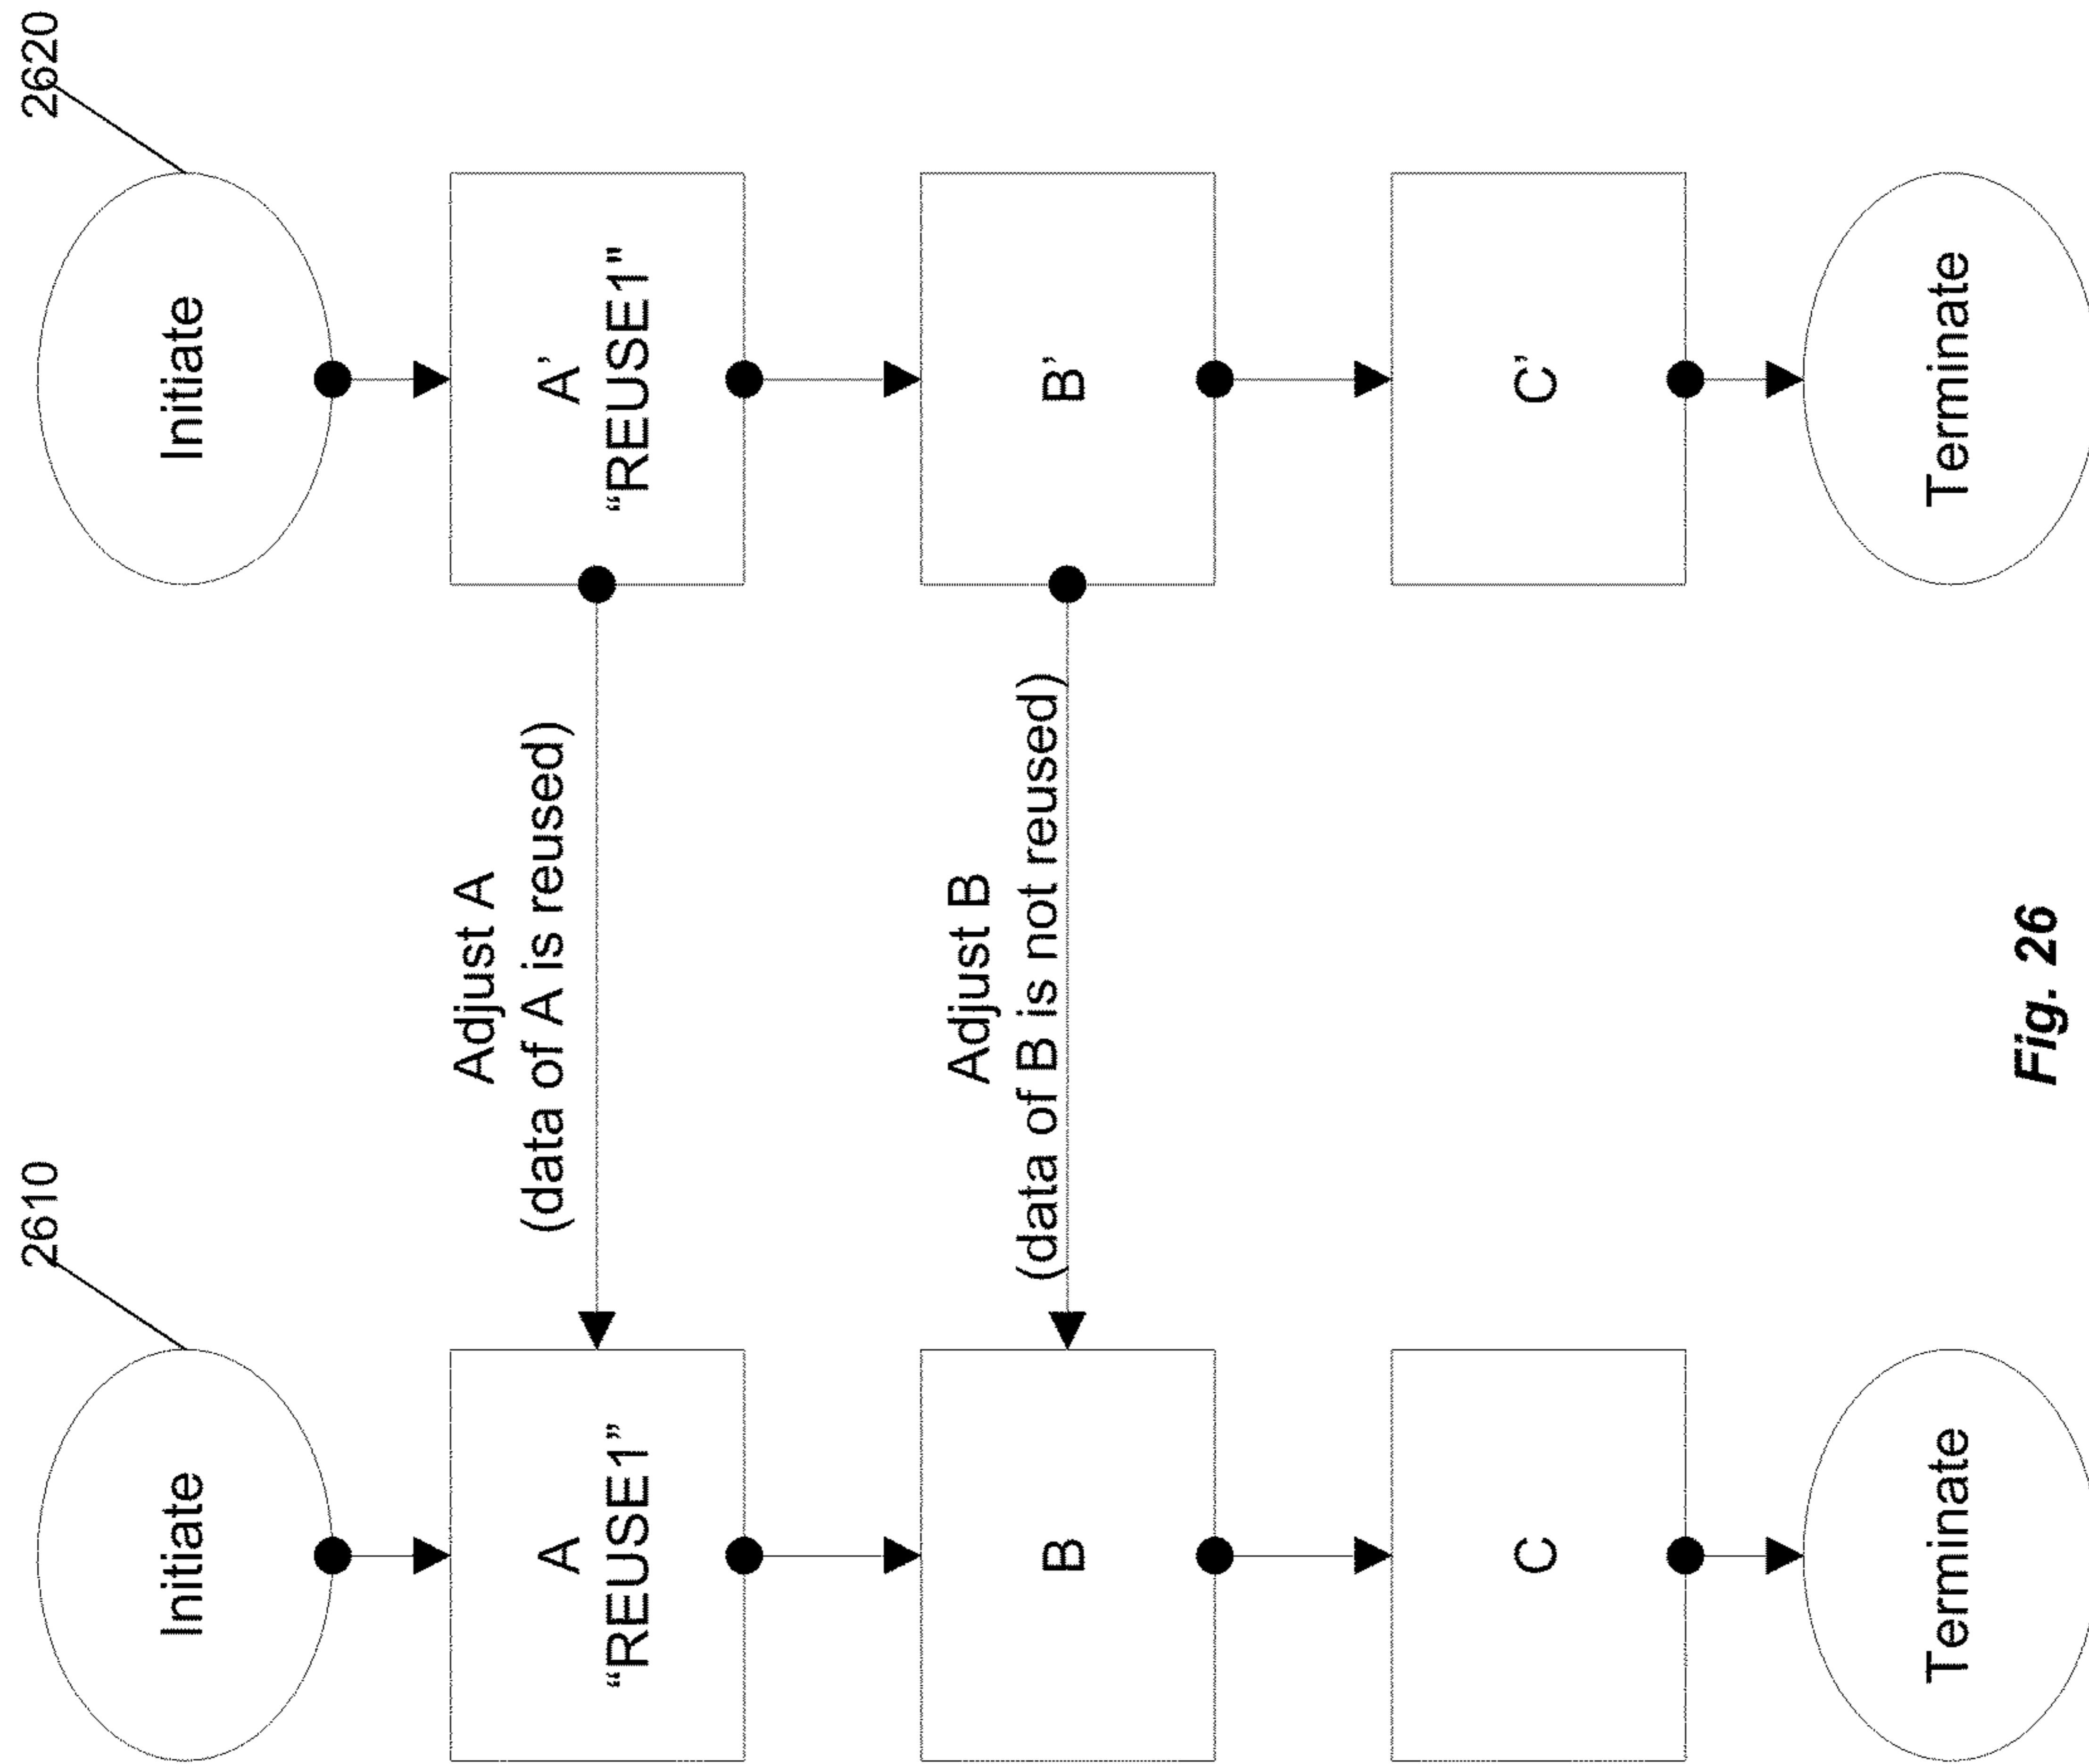 2610
2620
Initiate
Initiate
A
“REUSE1”
Adjust A
(data of A is reused)
A’
“REUSE1"
B
Adjust B
(data of B is not reused)
B’
C
C’
Terminate
Terminate
Fig. 26